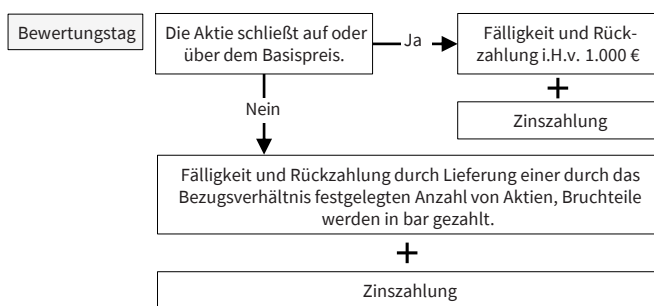 Bewertungstag
Die Aktie schließt auf oder
über dem Basispreis.
Ja
Fälligkeit und Rück-
zahlung i.H.v. 1.000 €
+
Zinszahlung
Nein
Fälligkeit und Rückzahlung durch Lieferung einer durch das
Bezugsverhältnis festgelegten Anzahl von Aktien, Bruchteile
werden in bar gezahlt.
+
Zinszahlung